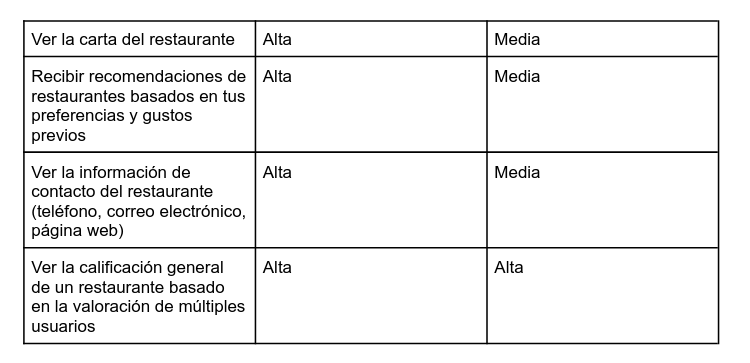 Ver la carta del restaurante Alta Media
Recibir recomendaciones de Alta Media
restaurantes basados en tus
preferencias y gustos
previos
Ver la información de Alta Media
contacto del restaurante
(teléfono, correo electrónico,
página web)
Ver la calificación general Alta Alta
de un restaurante basado
en la valoración de múltiples
usuarios